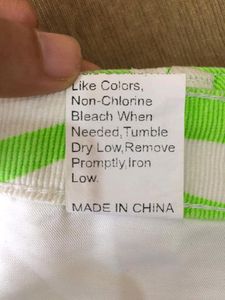 Like Colors,
Non-Chlorine
Bleach When
Needed,Tumble
Dry Low,Remove
Promptly,Iron
Low.
MADE IN CHINA